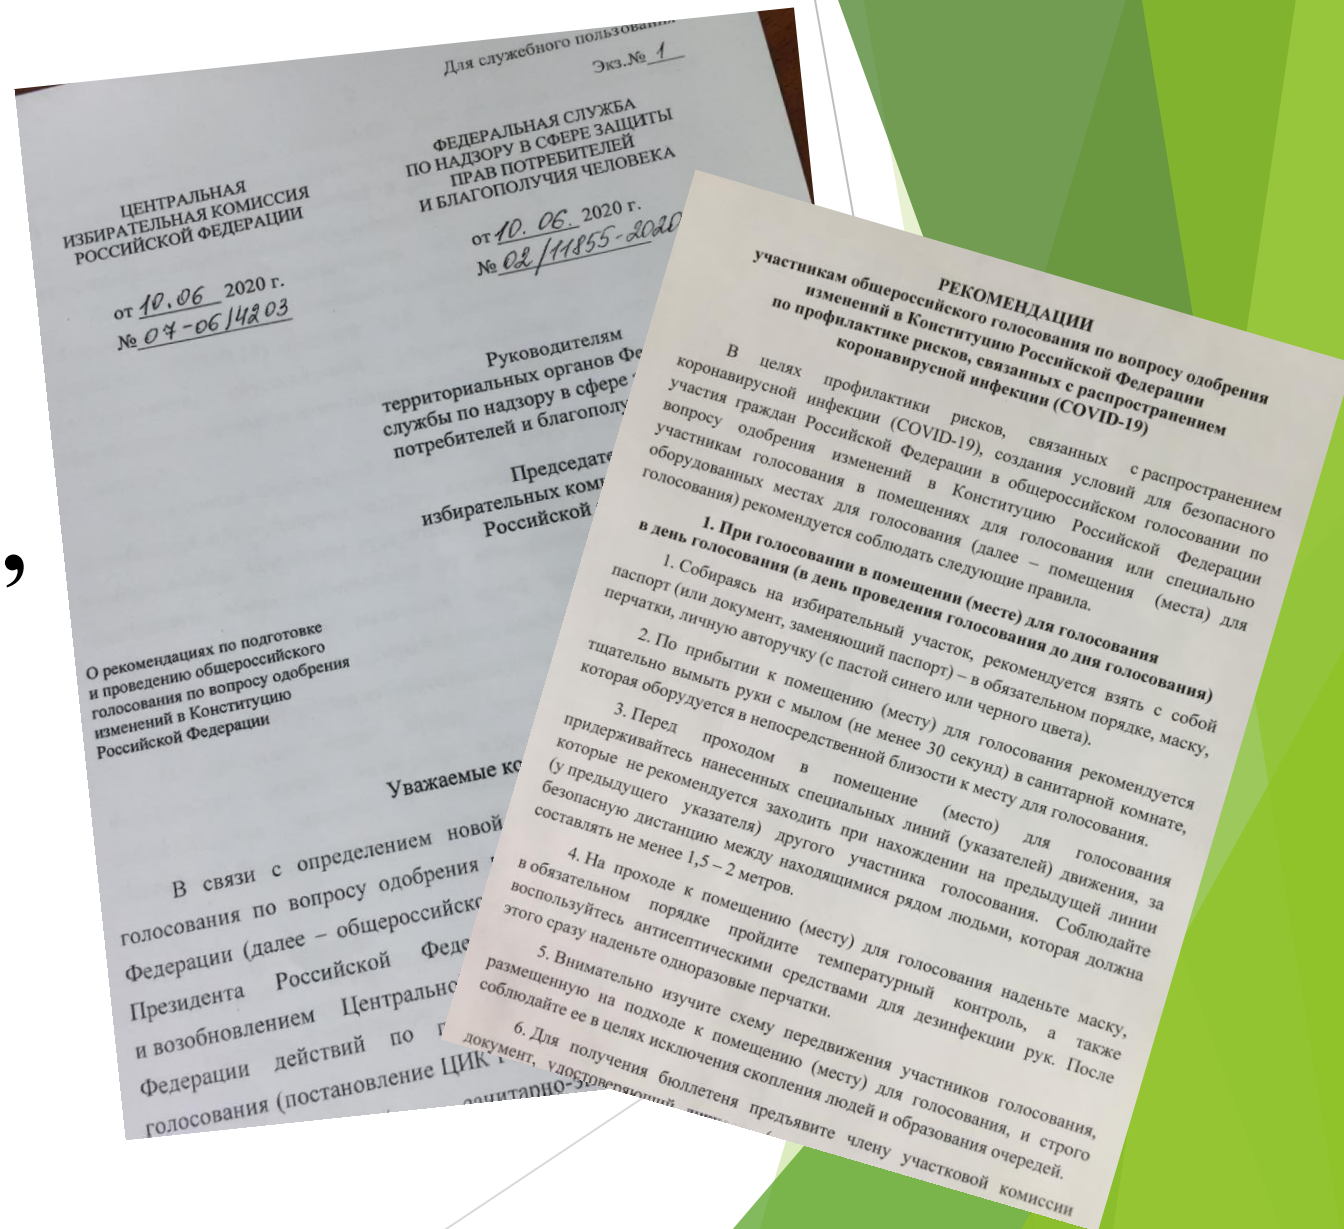 Для служебного пользования
Экз.№ 1
ЦЕНТРАЛЬНАЯ
ИЗБИРАТЕЛЬНАЯ КОМИССИЯ
РОССИЙСКОЙ ФЕДЕРАЦИИ
от 10.06 2020 г.
№ 07-06/4203
ФЕДЕРАЛЬНАЯ СЛУЖБА
ПО НАДЗОРУ В СФЕРЕ ЗАЩИТЫ
ПРАВ ПОТРЕБИТЕЛЕЙ
И БЛАГОПОЛУЧИЯ ЧЕЛОВЕКА
от 10. 06. 2020 г.
№ 02/11855-2020
Руководителям
территориальных органов Фе
службы по надзору в сфере
потребителей и благополу
Председате
избирательных ком
Российской
,
О рекомендациях по подготовке
и проведению общероссийского
голосования по вопросу одобрения
изменений в Конституцию
Российской Федерации
Уважаемые ко
В связи с определением новой
голосования по вопросу одобрения
Федерации (далее – общероссийско
Президента Российской Феде
и возобновлением Центрально
Федерации действий по
голосования (постановление ЦИК
санитарно-э
РЕКОМЕНДАЦИИ
участникам общероссийского голосования по вопросу одобрения
изменений в Конституцию Российской Федерации
по профилактике рисков, связанных с распространением
коронавирусной инфекции (COVID-19)
В целях профилактики рисков, связанных с распространением
коронавирусной инфекции (COVID-19), создания условий для безопасного
участия граждан Российской Федерации в общероссийском голосовании по
вопросу одобрения изменений в Конституцию Российской Федерации
участникам голосования в помещениях для голосования или специально
оборудованных местах для голосования (далее – помещения (места) для
голосования) рекомендуется соблюдать следующие правила.
1. При голосовании в помещении (месте) для голосования
в день голосования (в день проведения голосования до дня голосования)
1. Собираясь на избирательный участок, рекомендуется взять с собой
паспорт (или документ, заменяющий паспорт) – в обязательном порядке, маску,
перчатки, личную авторучку (с пастой синего или черного цвета).
2. По прибытии к помещению (месту) для голосования рекомендуется
тщательно вымыть руки с мылом (не менее 30 секунд) в санитарной комнате,
которая оборудуется в непосредственной близости к месту для голосования.
3. Перед проходом в помещение (место) для голосования
придерживайтесь нанесенных специальных линий (указателей) движения, за
которые не рекомендуется заходить при нахождении на предыдущей линии
(у предыдущего указателя) другого участника голосования. Соблюдайте
безопасную дистанцию между находящимися рядом людьми, которая должна
составлять не менее 1,5 – 2 метров.
4. На проходе к помещению (месту) для голосования наденьте маску,
в обязательном порядке пройдите температурный контроль, а также
воспользуйтесь антисептическими средствами для дезинфекции рук. После
этого сразу наденьте одноразовые перчатки.
5. Внимательно изучите схему передвижения участников голосования,
размещенную на подходе к помещению (месту) для голосования, и строго
соблюдайте ее в целях исключения скопления людей и образования очередей.
6. Для получения бюллетеня предъявите члену участковой комиссии
документ, удостоверяющий